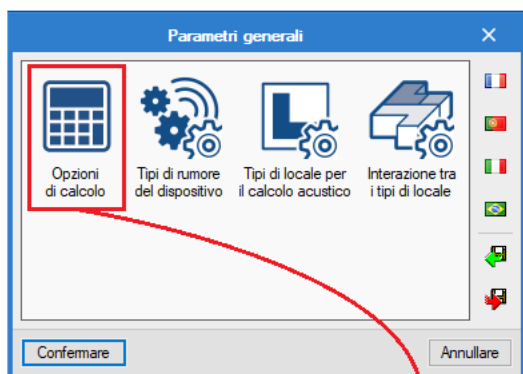 Parametri generali
Opzioni
di calcolo
Tipi di rumore
del dispositivo
Tipi di locale per
il calcolo acustico
Interazione tra
i tipi di locale
Confermare
Annullare